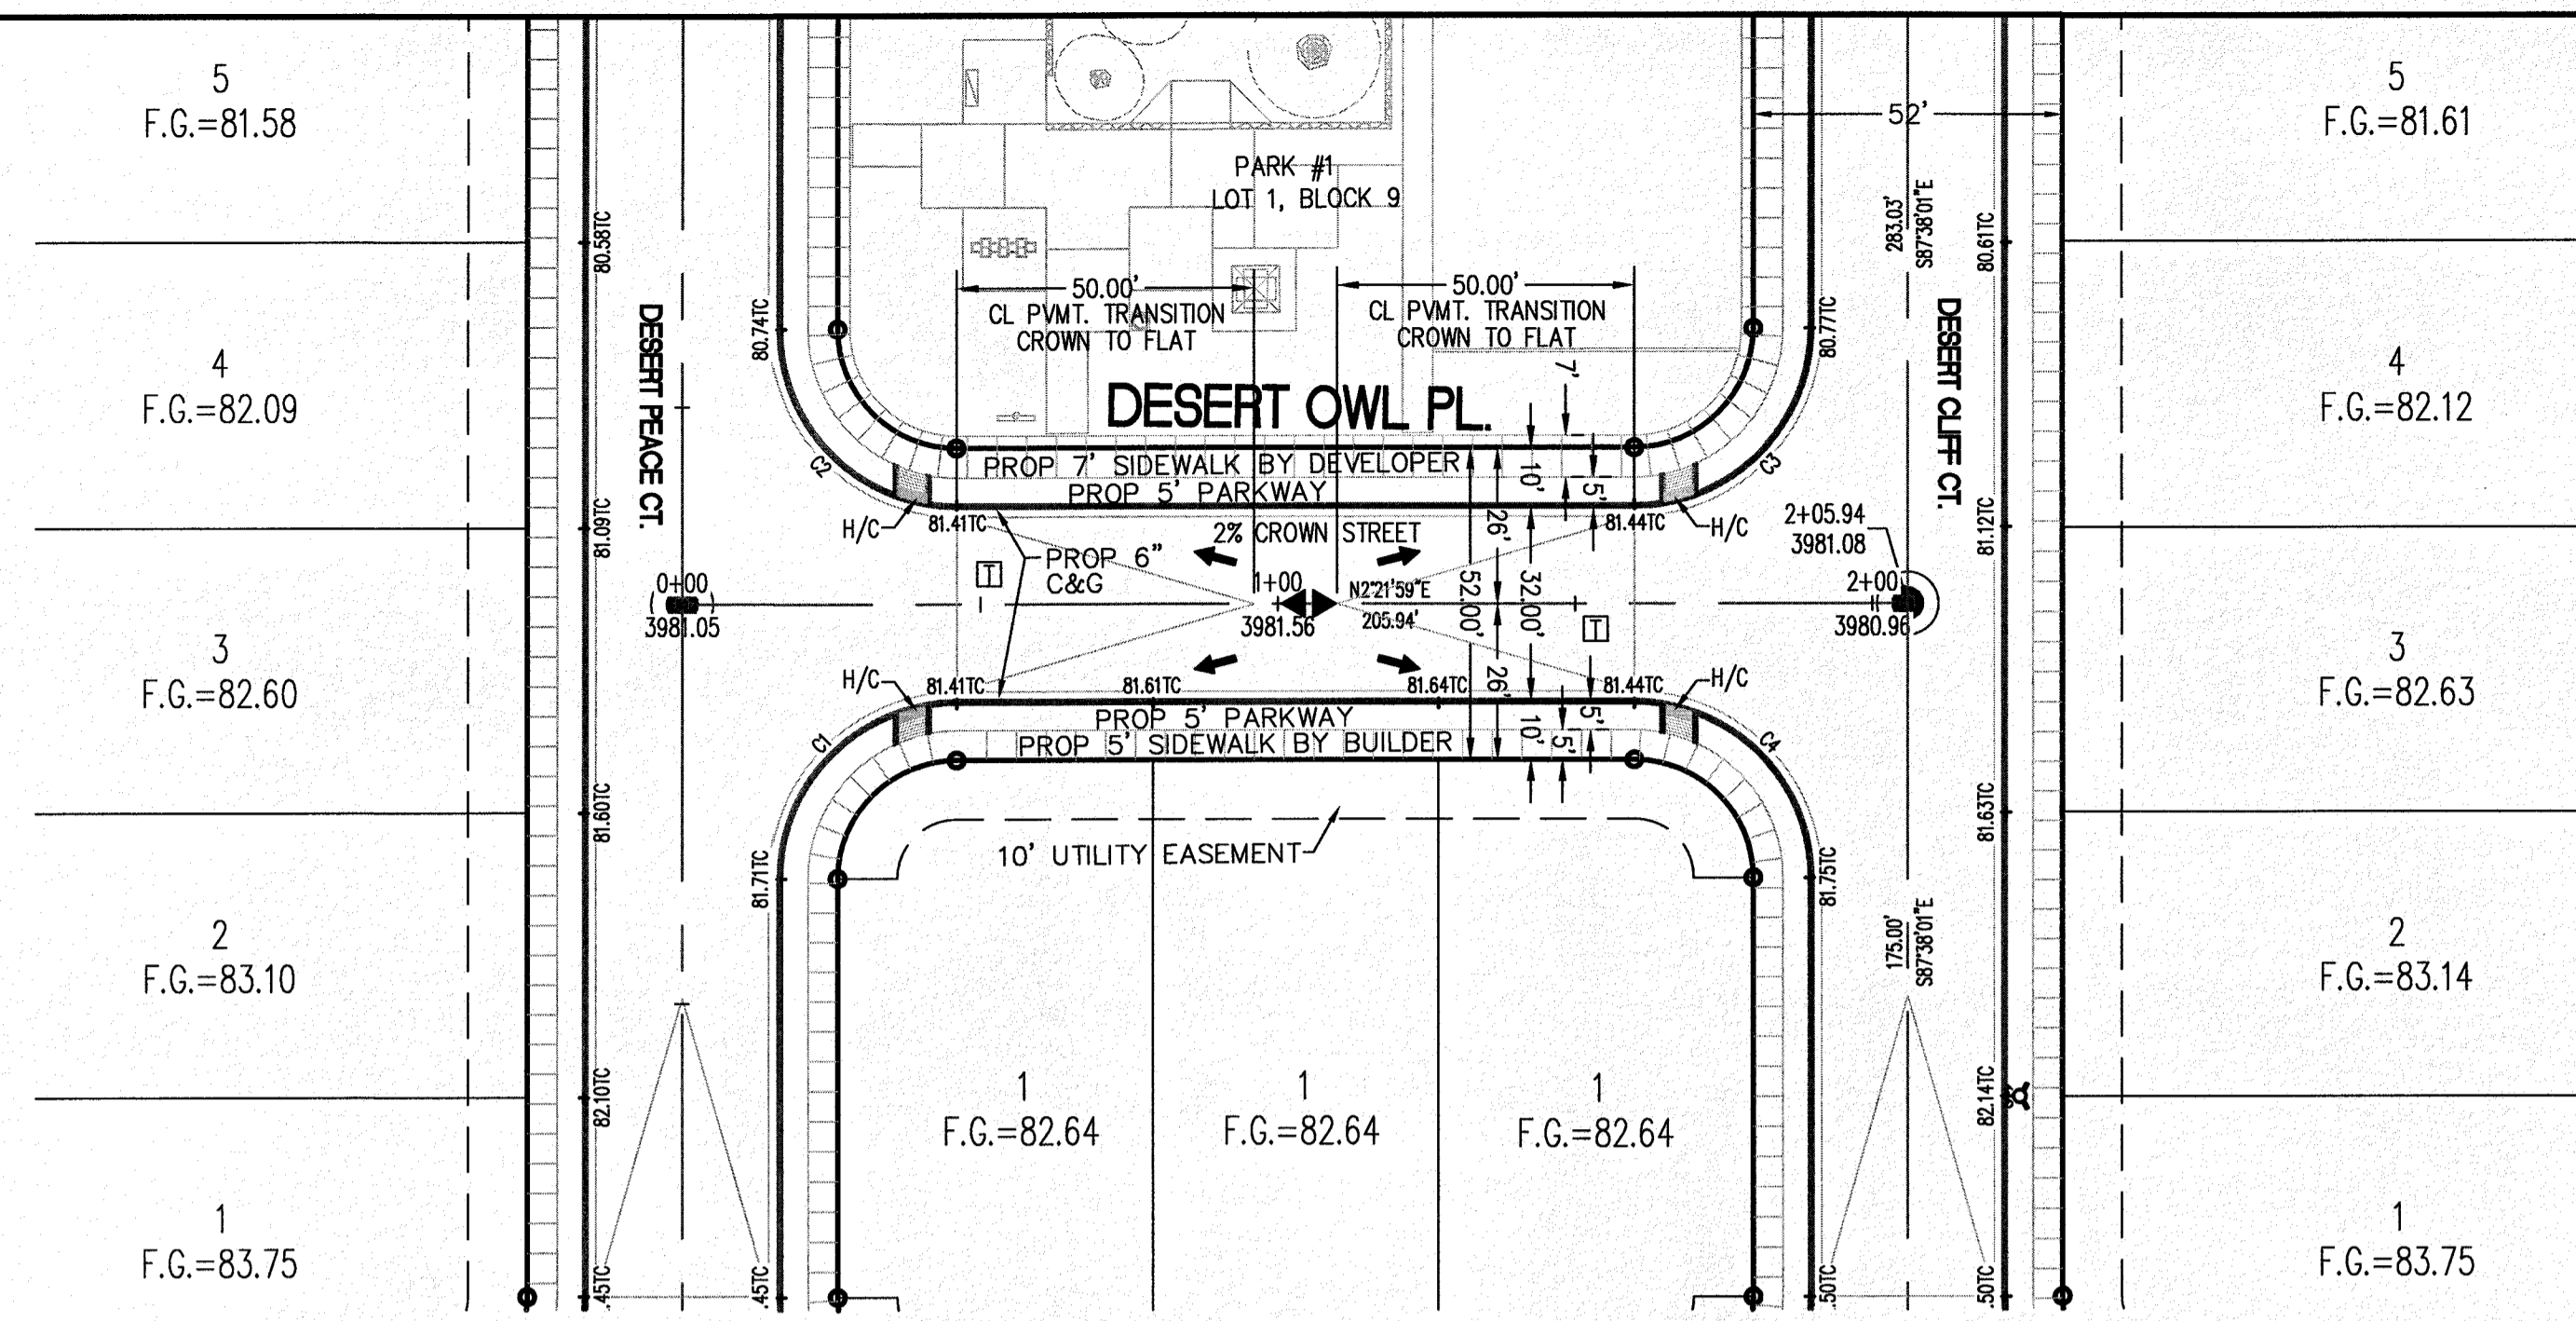 5
F.G.=81.58
4
F.G.=82.09
3
F.G.=82.60
2
F.G.=83.10
1
F.G.=83.75
80.58TC
81.09TC
81.60TC
82.10TC
.45TC
DESERT PEACE CT.
80.74TC
81.71TC
.45TC
0+00
3981.05
PARK #1
LOT 1, BLOCK 9
50.00'
CL PVMT. TRANSITION
CROWN TO FLAT
50.00'
CL PVMT. TRANSITION
CROWN TO FLAT
7'
DESERT OWL PL.
PROP 7' SIDEWALK BY DEVELOPER
PROP 5' PARKWAY
10'
5'
C2
C3
H/C
81.41TC
2% CROWN STREET
26'
81.44TC
H/C
PROP 6"
C&G
T
1+00
3981.56
N2°21'59"E
205.94'
52.00'
32.00'
T
26'
H/C
81.41TC
81.61TC
81.64TC
81.44TC
H/C
PROP 5' PARKWAY
PROP 5' SIDEWALK BY BUILDER
10'
5'
5'
C1
C4
10' UTILITY EASEMENT
1
F.G.=82.64
1
F.G.=82.64
1
F.G.=82.64
52'
283.03'
S87°38'01"E
80.77TC
DESERT CLIFF CT.
2+05.94
3981.08
2+00
3980.96
81.75TC
175.00'
S87°38'01"E
.50TC
80.61TC
81.12TC
81.63TC
82.14TC
.50TC
5
F.G.=81.61
4
F.G.=82.12
3
F.G.=82.63
2
F.G.=83.14
1
F.G.=83.75